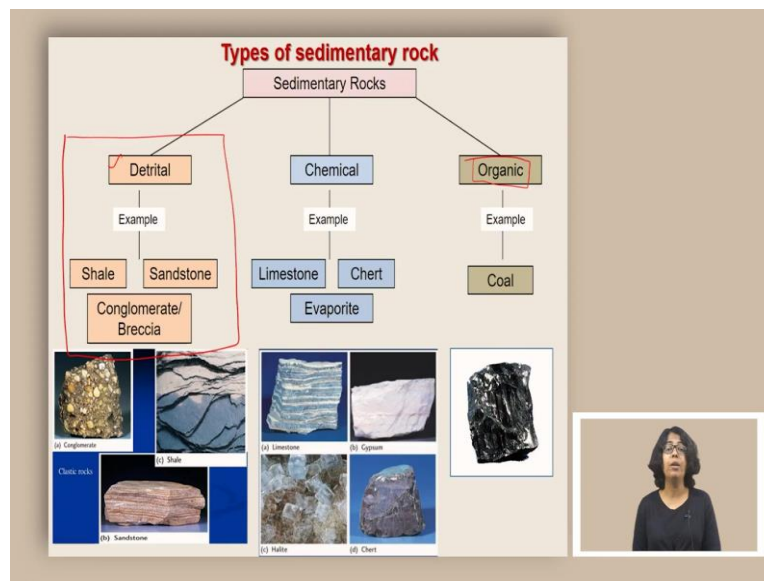 Types of sedimentary rock
Sedimentary Rocks
Detrital
Chemical
Organic
Example
Example
Example
Shale
Sandstone
Limestone
Chert
Coal
Conglomerate/
Breccia
Evaporite
(a) Conglomerate
(c) Shale
Clastic rocks
(b) Sandstone
(a) Limestone
(b) Gypsum
(c) Halite
(d) Chert